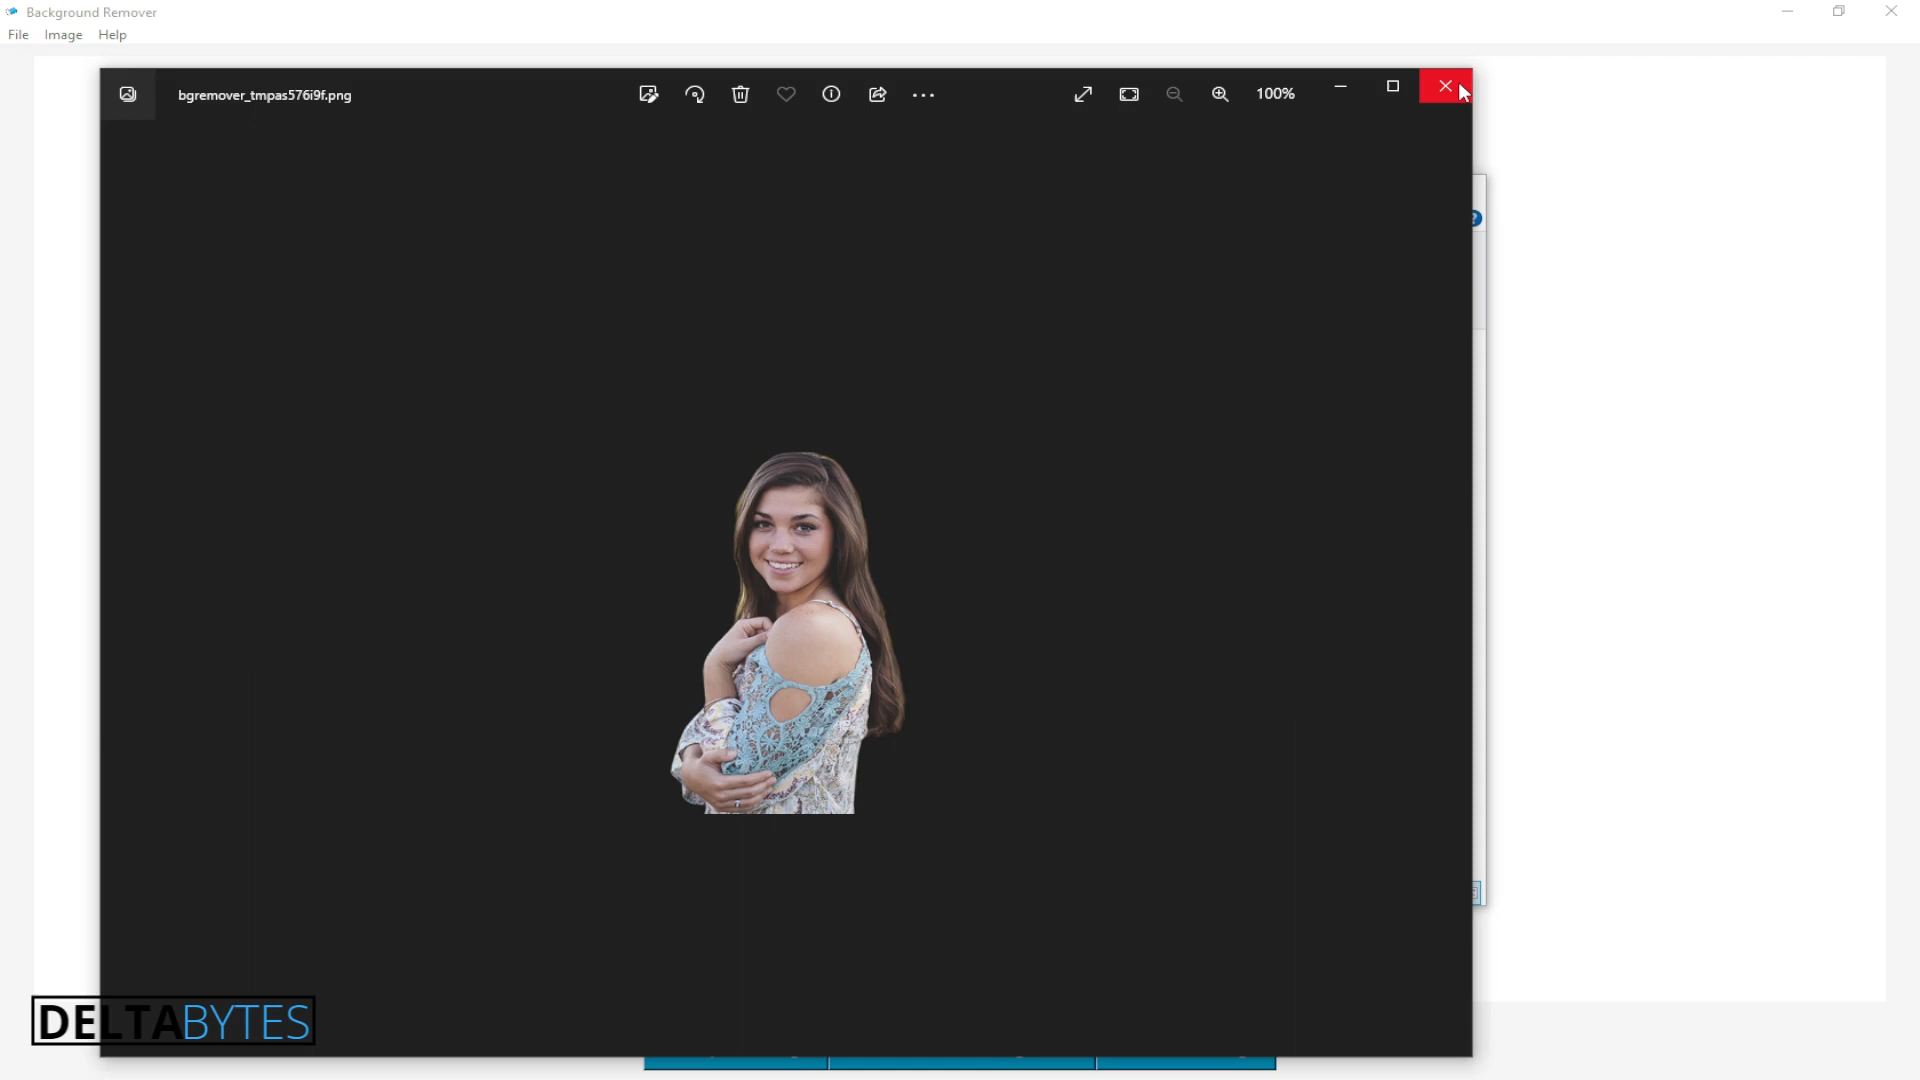 Background Remover
File Image Help
bgremover_tmpas576i9f.png
100%
DELTABYTES